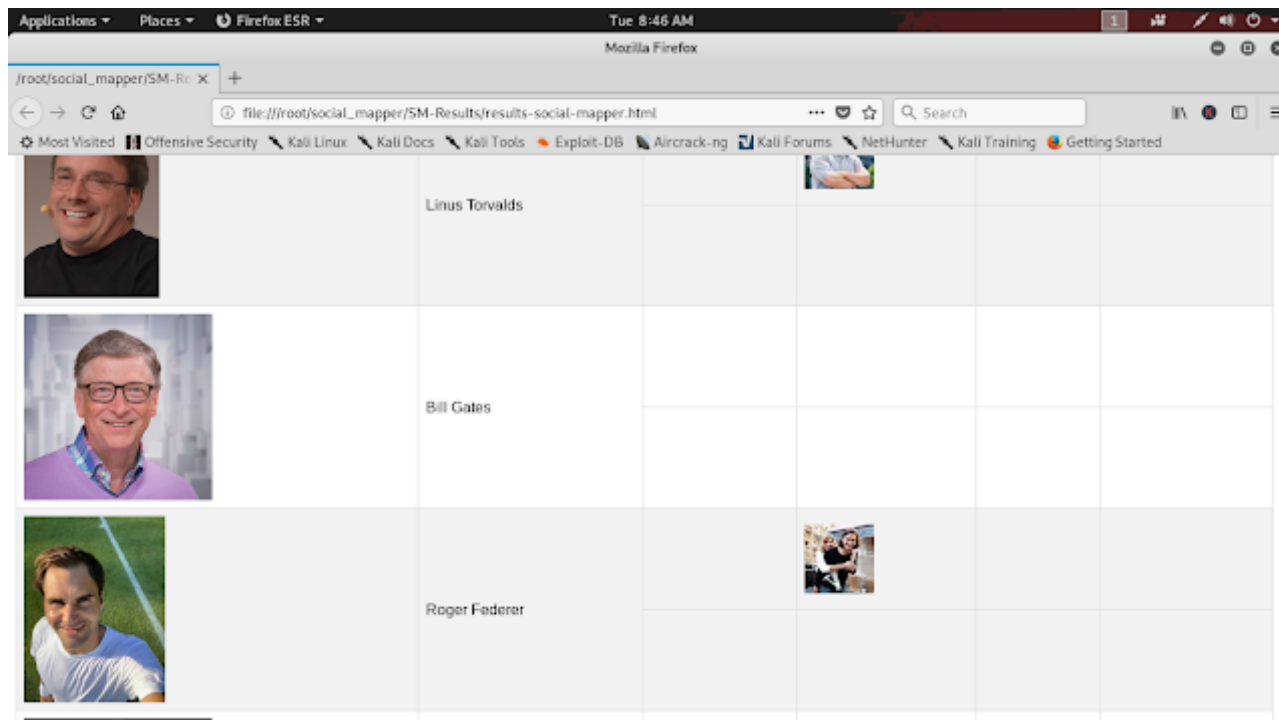 Applications Places Firefox ESR Tue 8:46 AM 1
Mozilla Firefox
/root/social_mapper/SM-Re
file:///root/social_mapper/SM-Results/results-social-mapper.html Search
Most Visited Offensive Security Kali Linux Kali Docs Kali Tools Exploit-DB Aircrack-ng Kali Forums NetHunter Kali Training Getting Started
Linus Torvalds
Bill Gates
Roger Federer